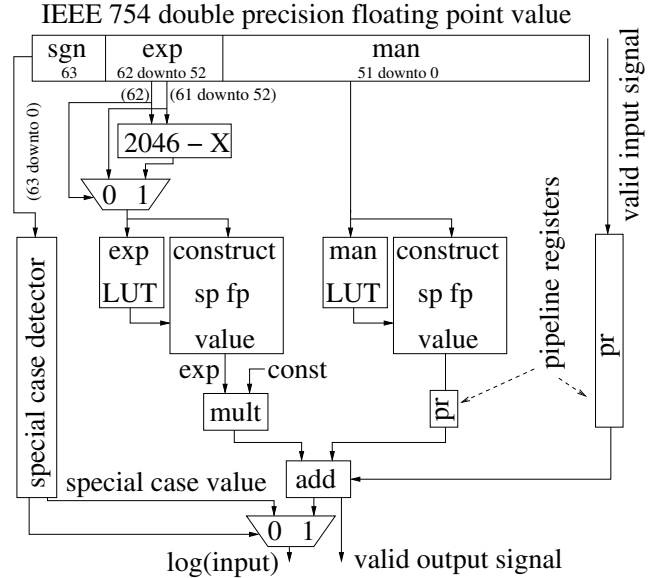 IEEE 754 double precision floating point value
sgn exp man
63 62 downto 52 51 downto 0
(62) (61 downto 52)
(63 downto 0)
valid input signal
2046 − X
0 1
exp construct man construct
LUT sp fp LUT sp fp
value value
special case detector
pr
pipeline registers
exp const
mult
pr
add
special case value
0 1
log(input) valid output signal